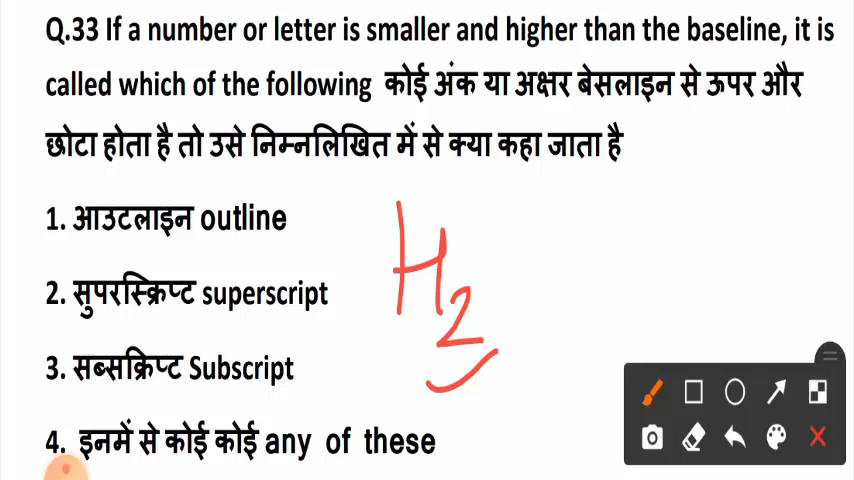 Q.33 If a number or letter is smaller and higher than the baseline, it is
called which of the following कोई अंक या अक्षर बेसलाइन से ऊपर और
छोटा होता है तो उसे निम्नलिखित में से क्या कहा जाता है
1. आउटलाइन outline
2. सुपरस्क्रिप्ट superscript
3. सब्सक्रिप्ट Subscript
4. इनमें से कोई कोई any of these
H2